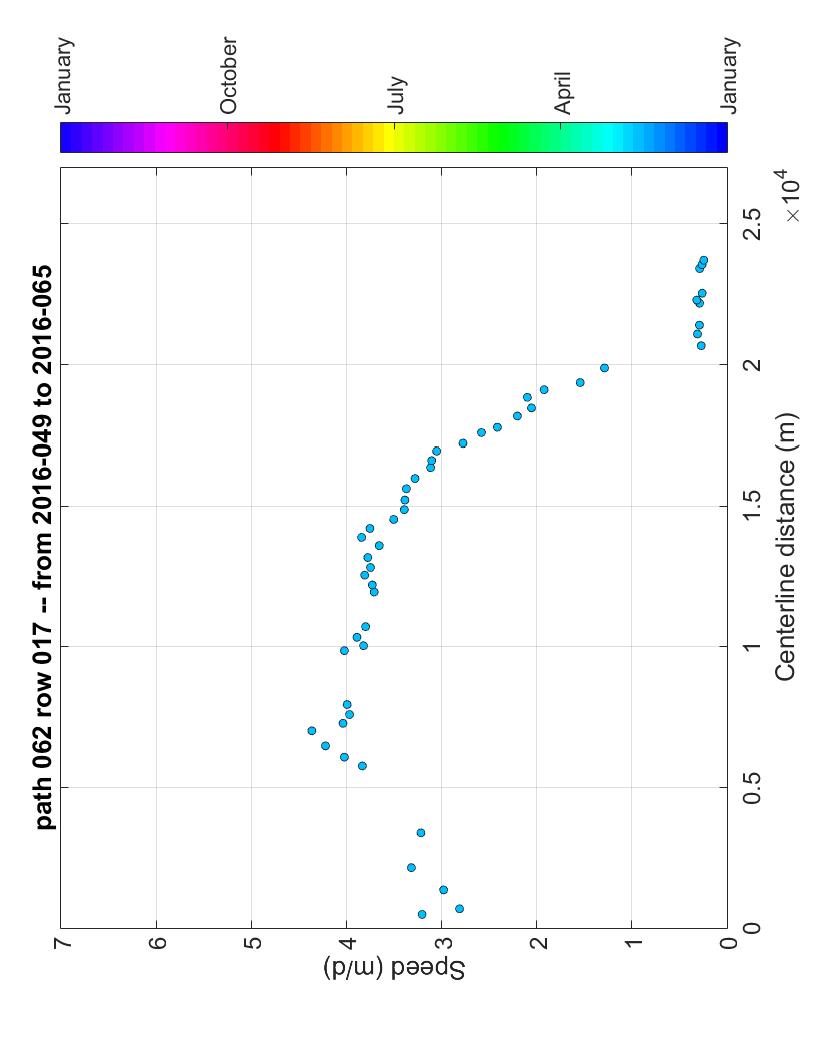 path 062 row 017 -- from 2016-049 to 2016-065
7
6
5
4
3
2
1
0
Speed (m/d)
0
0.5
1
1.5
2
2.5
×10^4
Centerline distance (m)
January
October
July
April
January